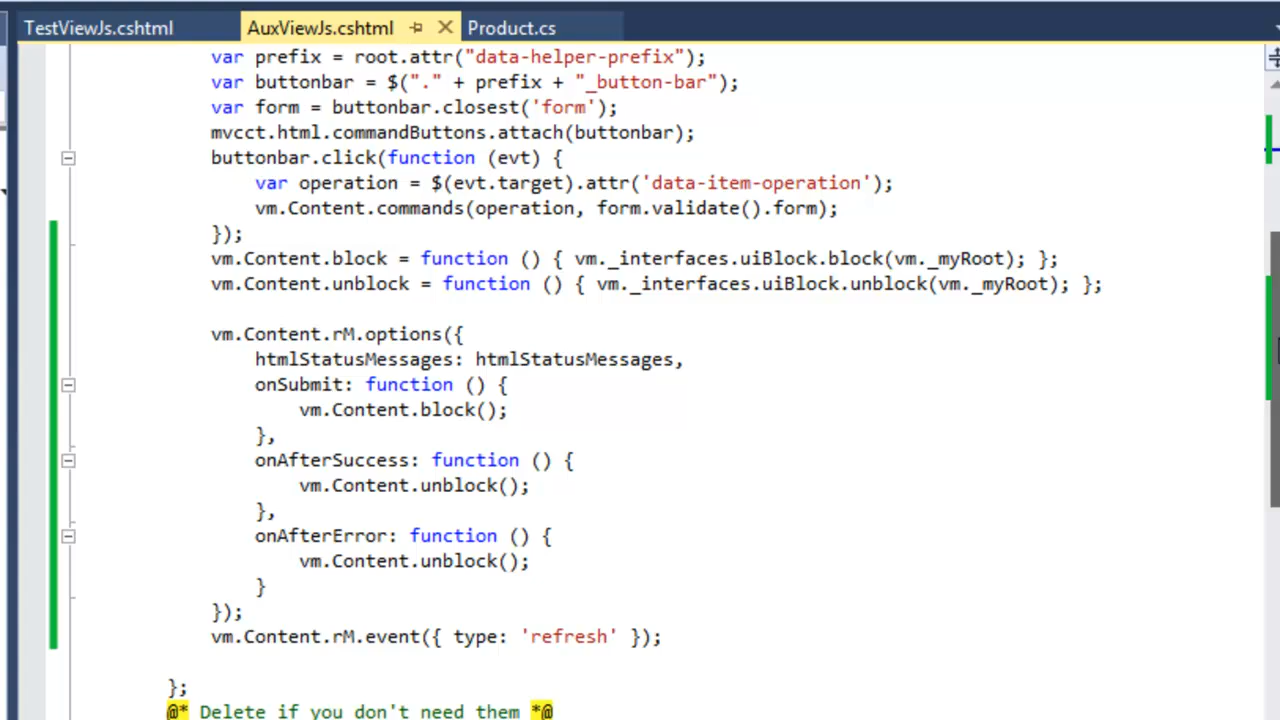 TestViewJs.cshtml AuxViewJs.cshtml Product.cs
var prefix = root.attr("data-helper-prefix");
var buttonbar = $("." + prefix + "_button-bar");
var form = buttonbar.closest('form');
mvcct.html.commandButtons.attach(buttonbar);
buttonbar.click(function (evt) {
var operation = $(evt.target).attr('data-item-operation');
vm.Content.commands(operation, form.validate().form);
});
vm.Content.block = function () { vm._interfaces.uiBlock.block(vm._myRoot); };
vm.Content.unblock = function () { vm._interfaces.uiBlock.unblock(vm._myRoot); };
vm.Content.rM.options({
htmlStatusMessages: htmlStatusMessages,
onSubmit: function () {
vm.Content.block();
},
onAfterSuccess: function () {
vm.Content.unblock();
},
onAfterError: function () {
vm.Content.unblock();
}
});
vm.Content.rM.event({ type: 'refresh' });
};
@* Delete if you don't need them *@